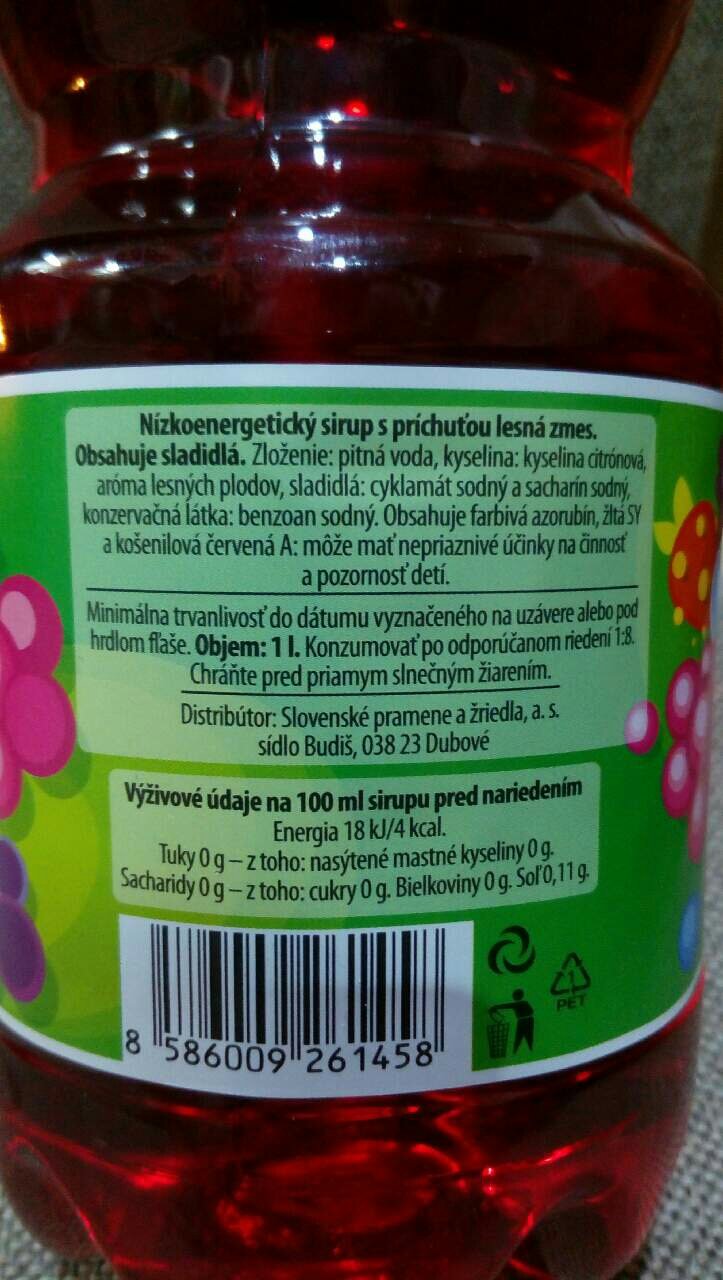 Nízkoenergetický sirup s príchuťou lesná zmes.
Obsahuje sladidlá. Zloženie: pitná voda, kyselina: kyselina citrónová,
aróma lesných plodov, sladidlá: cyklamát sodný a sacharín sodný,
konzervačná látka: benzoan sodný. Obsahuje farbivá azorubín, žltá SY
a košenilová červená A: môže mať nepriaznivé účinky na činnosť
a pozornosť detí.
Minimálna trvanlivosť do dátumu vyznačeného na uzávere alebo pod
hrdlom fľaše. Objem: 1 l. Konzumovať po odporúčanom riedení 1:8.
Chráňte pred priamym slnečným žiarením.
Distribútor: Slovenské pramene a žriedla, a. s.
sídlo Budiš, 038 23 Dubové
Výživové údaje na 100 ml sirupu pred nariedením
Energia 18 kJ/4 kcal.
Tuky 0 g – z toho: nasýtené mastné kyseliny 0 g.
Sacharidy 0 g – z toho: cukry 0 g. Bielkoviny 0 g. Soľ 0,11 g.
8 586009 261458
1
PET